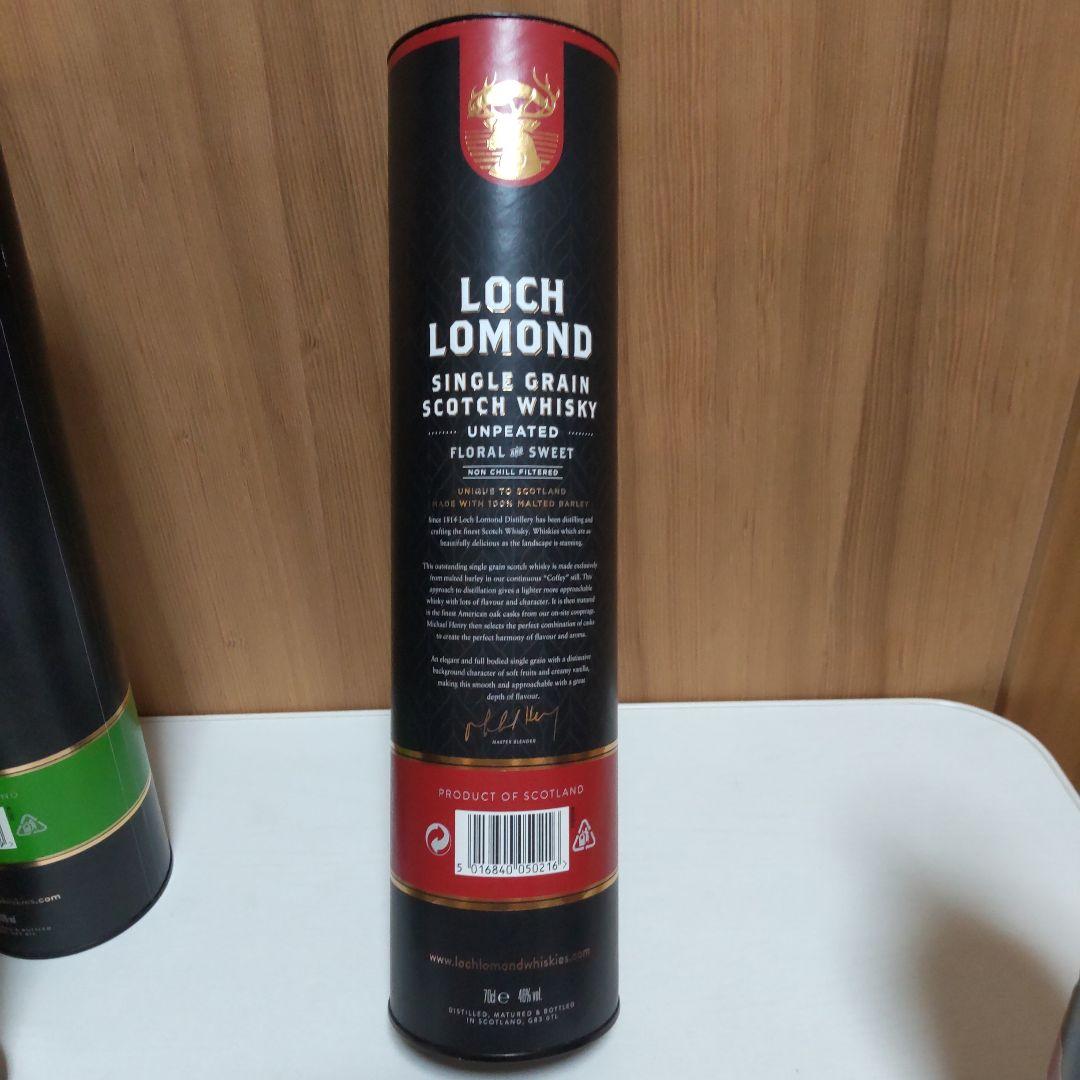 LOCH
LOMOND
SINGLE GRAIN
SCOTCH WHISKY
UNPEATED
FLORAL AND SWEET
NON CHILL FILTERED
UNIQUE TO SCOTLAND
MADE WITH 100% MALTED BARLEY
Since 1814 Loch Lomond Distillery has been distilling and
crafting the finest Scotch Whisky. Whiskies which are as
beautifully delicious as the landscape is stunning.
This outstanding single grain scotch whisky is made exclusively
from malted barley in our continuous "Coffey" still. This
approach to distillation gives a lighter more approachable
whisky with lots of flavour and character. It is then matured
in the finest American oak casks from our on-site cooperage.
Michael Henry then selects the perfect combination of casks
to create the perfect harmony of flavour and aroma.
An elegant and full bodied single grain with a distinctive
background character of soft fruits and creamy vanilla,
making this smooth and approachable with a great
depth of flavour.
MASTER BLENDER
PRODUCT OF SCOTLAND
5 016840 050216 >
www.lochlomondwhiskies.com
70cl e 46% vol.
DISTILLED, MATURED & BOTTLED
IN SCOTLAND, G83 0TL
skies.com